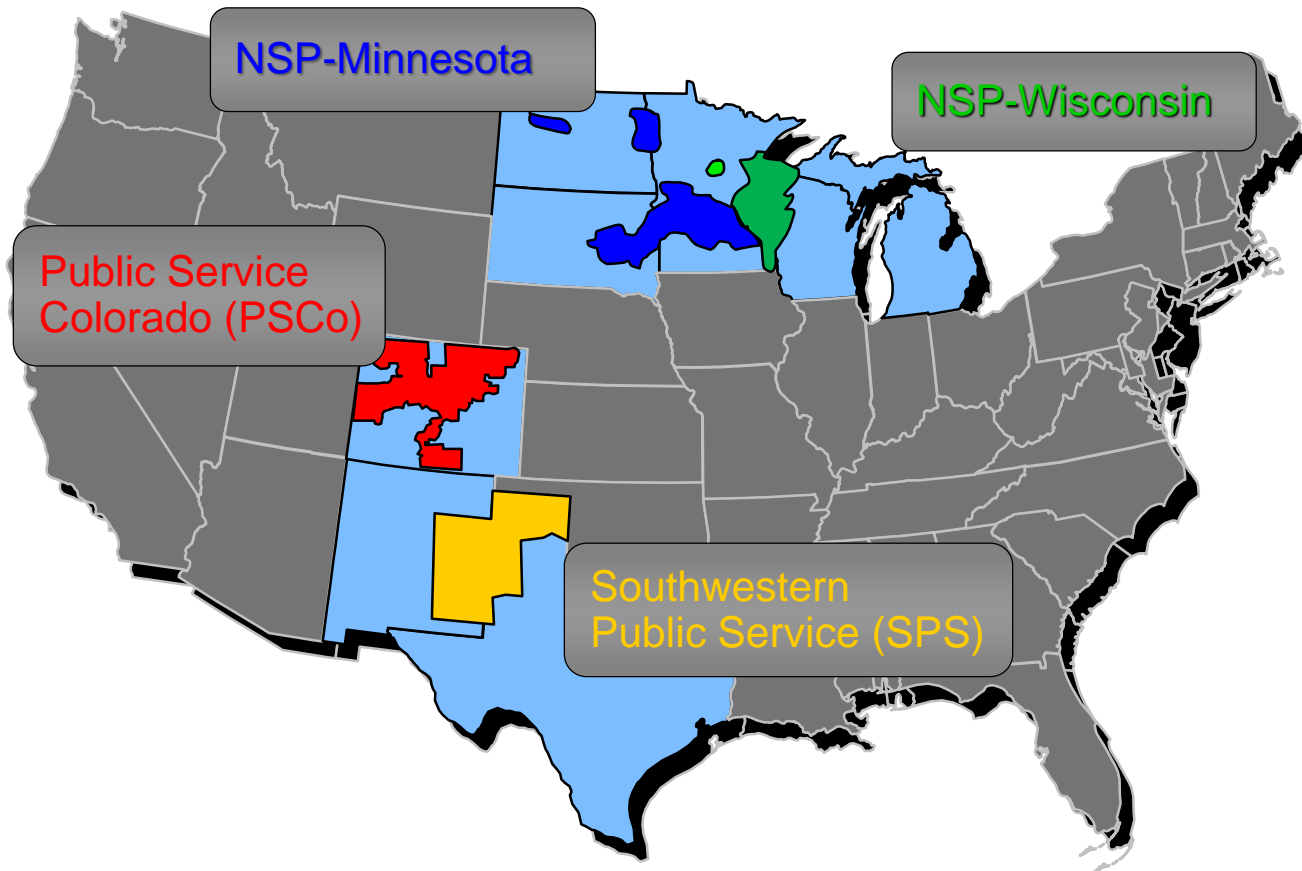 NSP-Minnesota
NSP-Wisconsin
Public Service
Colorado (PSCo)
Southwestern
Public Service (SPS)